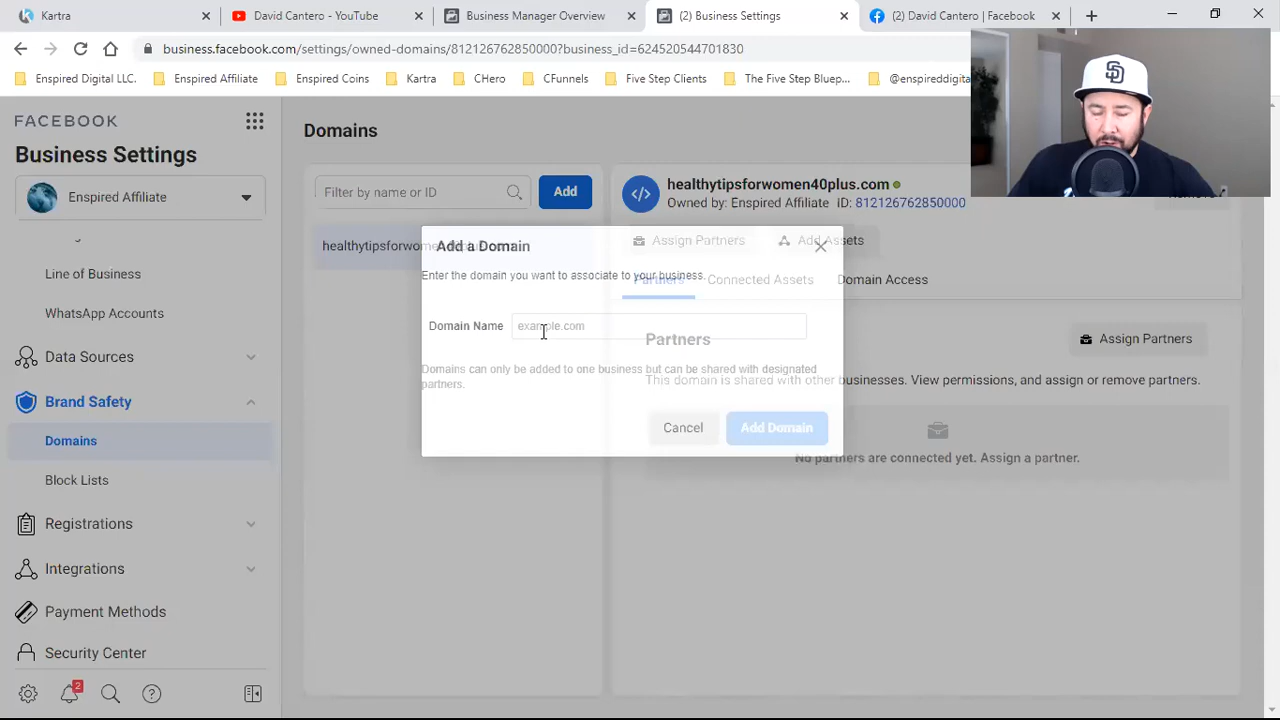 Kartra
David Cantero - YouTube
Business Manager Overview
(2) Business Settings
(2) David Cantero | Facebook
business.facebook.com/settings/owned-domains/812126762850000?business_id=624520544701830
Enspired Digital LLC.
Enspired Affiliate
Enspired Coins
Kartra
CHero
CFunnels
Five Step Clients
The Five Step Bluep...
@enspireddigita
SD
FACEBOOK
Business Settings
Enspired Affiliate
Line of Business
WhatsApp Accounts
Data Sources
Brand Safety
Domains
Block Lists
Registrations
Integrations
Payment Methods
Security Center
2
Domains
Filter by name or ID
Add
healthytipsforwome
healthytipsforwomen40plus.com
Owned by: Enspired Affiliate ID: 812126762850000
Assign Partners
Add Assets
Partners
Connected Assets
Domain Access
Partners
Assign Partners
This domain is shared with other businesses. View permissions, and assign or remove partners.
No partners are connected yet. Assign a partner.
Add a Domain
Enter the domain you want to associate to your business.
Domain Name
example.com
Domains can only be added to one business but can be shared with designated
partners.
Cancel
Add Domain